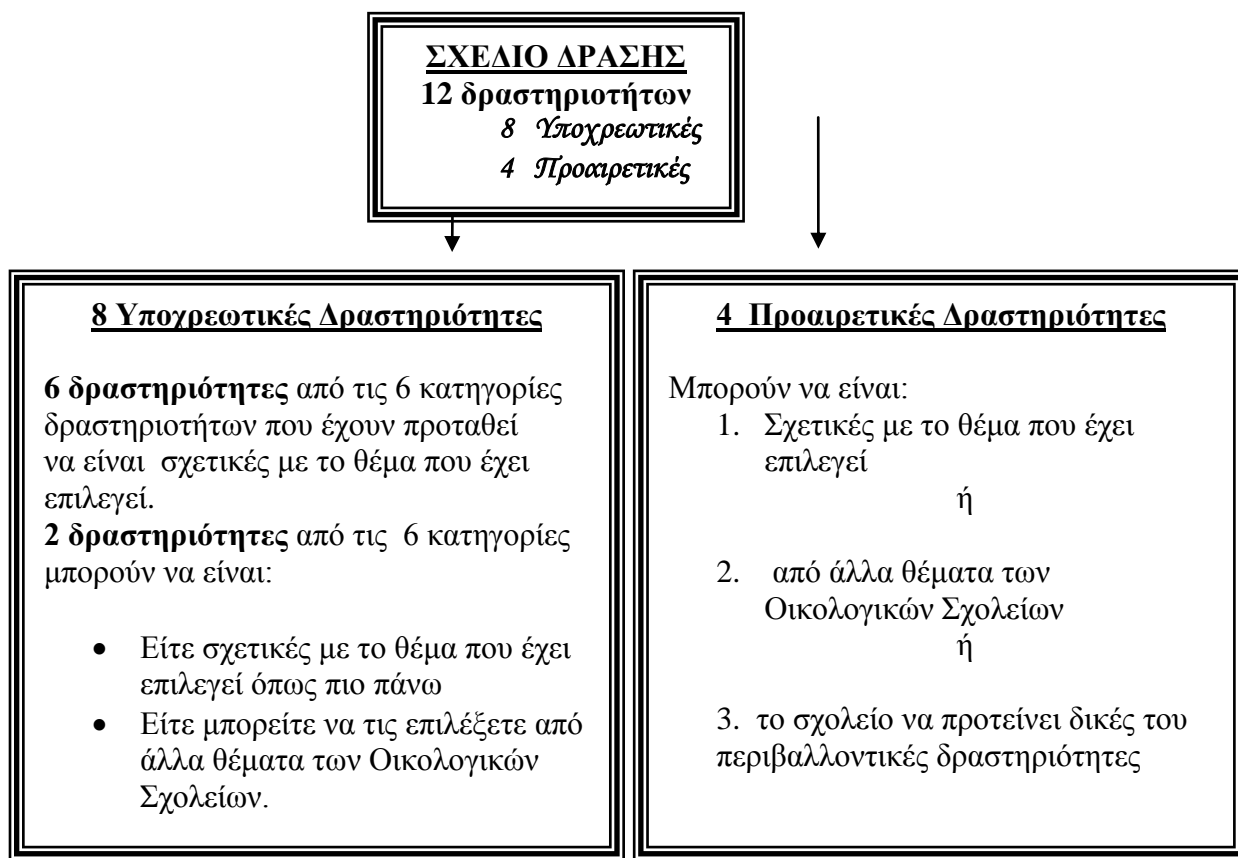 ΣΧΕΔΙΟ ΔΡΑΣΗΣ
12 δραστηριοτήτων
8 Υποχρεωτικές
4 Προαιρετικές
8 Υποχρεωτικές Δραστηριότητες
6 δραστηριότητες από τις 6 κατηγορίες
δραστηριοτήτων που έχουν προταθεί
να είναι σχετικές με το θέμα που έχει
επιλεγεί.
2 δραστηριότητες από τις 6 κατηγορίες
μπορούν να είναι:
• Είτε σχετικές με το θέμα που έχει
επιλεγεί όπως πιο πάνω
• Είτε μπορείτε να τις επιλέξετε από
άλλα θέματα των Οικολογικών
Σχολείων.
4 Προαιρετικές Δραστηριότητες
Μπορούν να είναι:
1. Σχετικές με το θέμα που έχει
επιλεγεί
ή
2. από άλλα θέματα των
Οικολογικών Σχολείων
ή
3. το σχολείο να προτείνει δικές του
περιβαλλοντικές δραστηριότητες